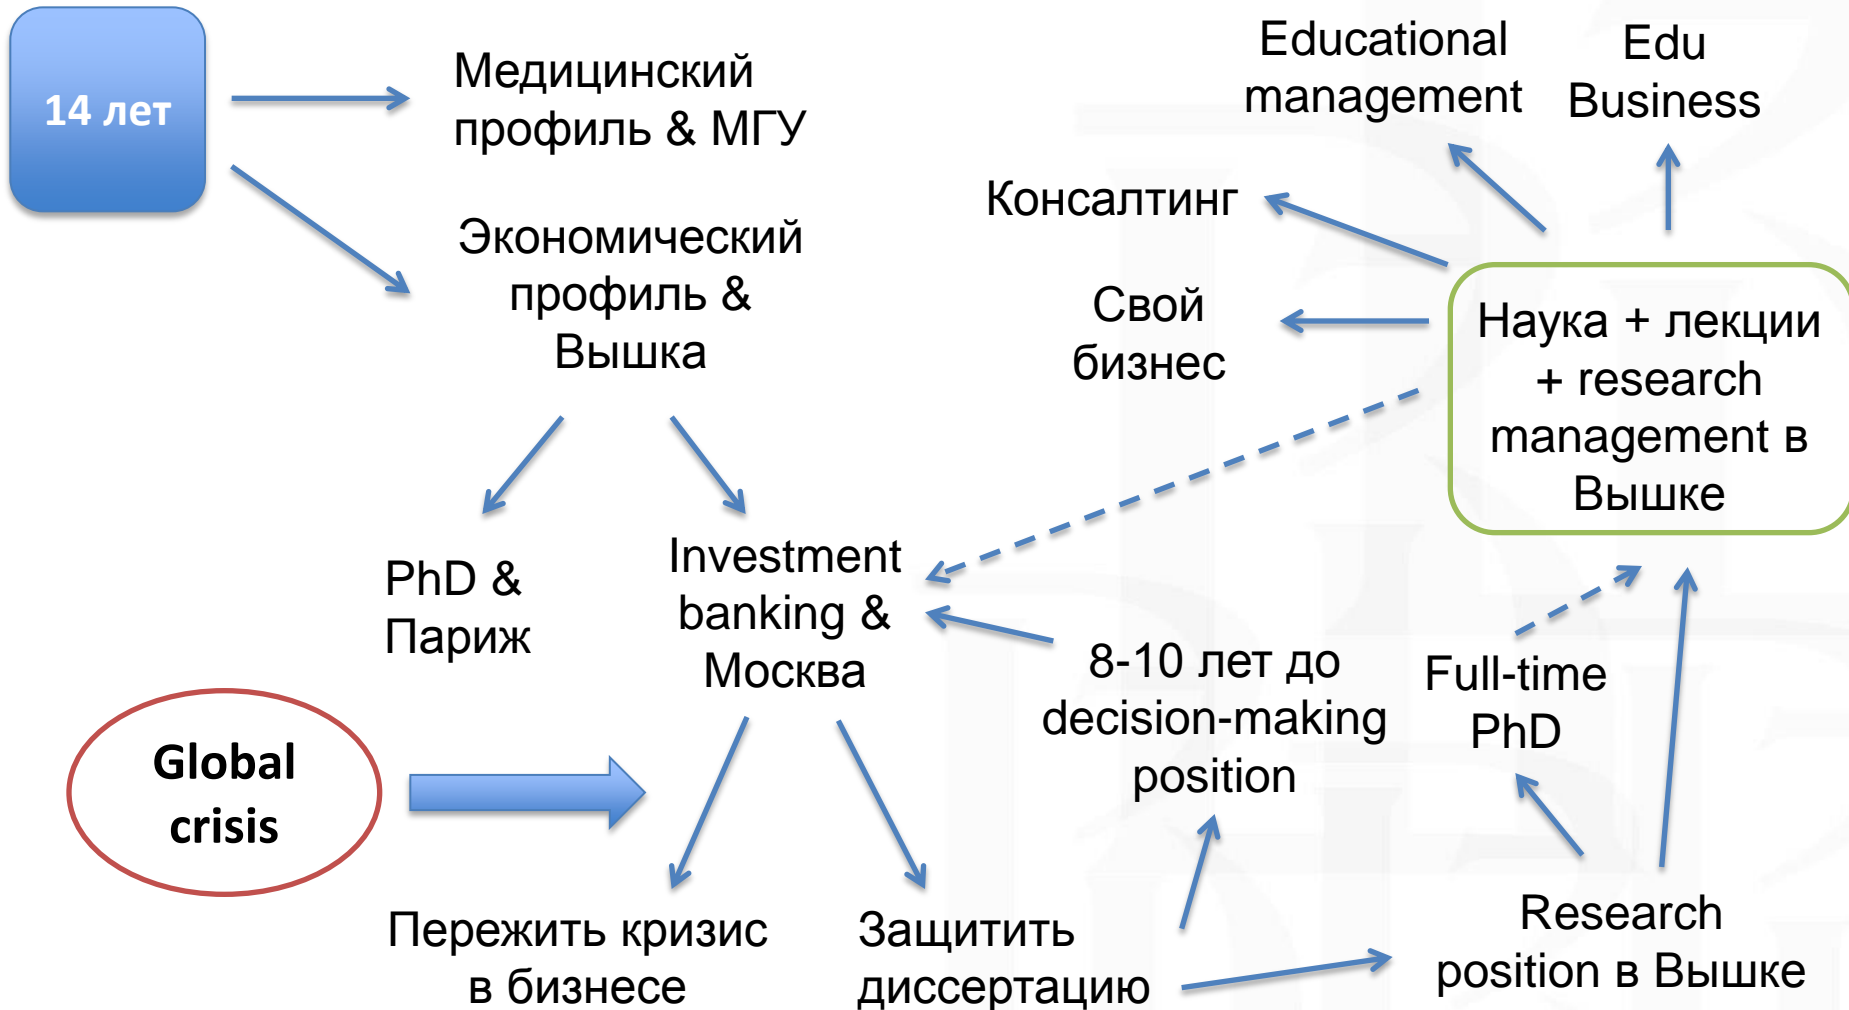 14 лет
Медицинский
профиль & МГУ
Экономический
профиль &
Вышка
PhD &
Париж
Investment
banking &
Москва
Global
crisis
Пережить кризис
в бизнесе
Защитить
диссертацию
8-10 лет до
decision-making
position
Research
position в Вышке
Full-time
PhD
Наука + лекции
+ research
management в
Вышке
Свой
бизнес
Консалтинг
Educational
management
Edu
Business